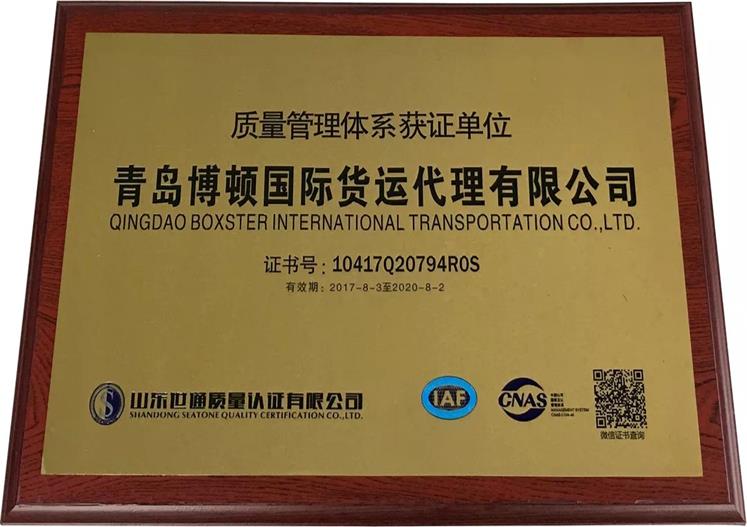 质量管理体系获证单位
青岛博顿国际货运代理有限公司
QINGDAO BOXSTER INTERNATIONAL TRANSPORTATION CO.,LTD.
证书号：10417Q20794R0S
有效期：2017-8-3至2020-8-2
山东世通质量认证有限公司
SHANDONG SEATONE QUALITY CERTIFICATION CO.,LTD.
IAF
CNAS
MANAGEMENT SYSTEM
微信证书查询